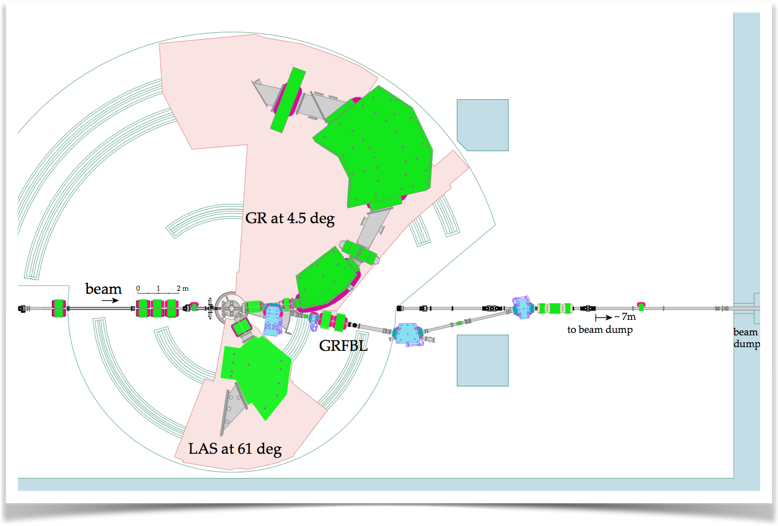 GR at 4.5 deg
beam
0 1 2 m
GRFBL
~ 7m
to beam dump
beam
dump
LAS at 61 deg